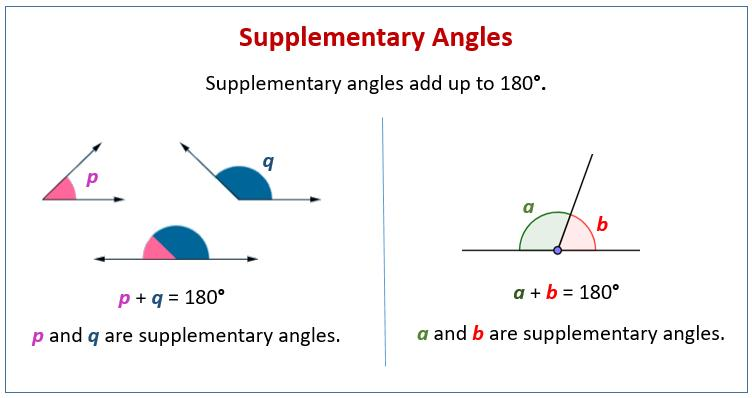 Supplementary Angles
Supplementary angles add up to 180°.
p
q
p + q = 180°
p and q are supplementary angles.
a
b
a + b = 180°
a and b are supplementary angles.